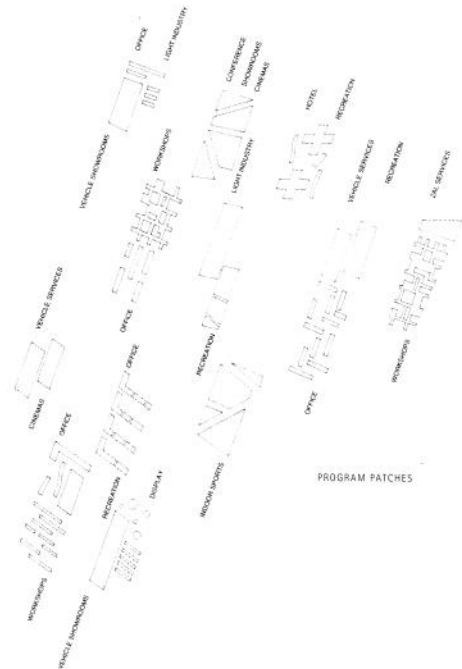 OFFICE
LIGHT INDUSTRY
VEHICLE SHOWROOMS
CONFERENCE
SHOWROOMS
CINEMAS
WORKSHOPS
LIGHT INDUSTRY
HOTEL
RECREATION
VEHICLE SERVICES
RECREATION
ZAL SERVICES
VEHICLE SERVICES
OFFICE
RECREATION
OFFICE
WORKSHOPS
CINEMAS
OFFICE
OFFICE
RECREATION
DISPLAY
INDOOR SPORTS
PROGRAM PATCHES
WORKSHOPS
VEHICLE SHOWROOMS